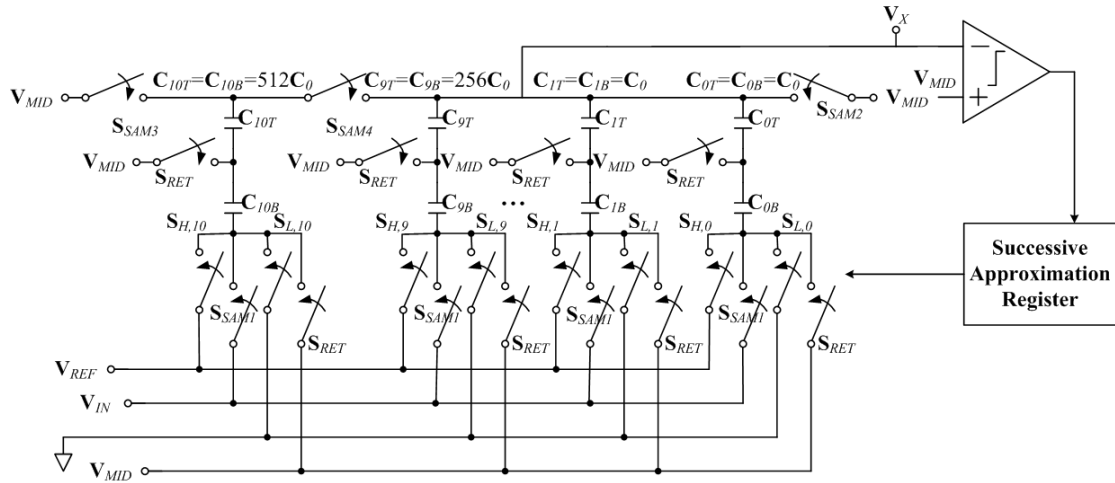 V_X
C_10T=C_10B=512C_0
C_9T=C_9B=256C_0
C_1T=C_1B=C_0
C_0T=C_0B=C_0
V_MID
V_MID
V_MID
S_SAM3
S_SAM4
S_SAM2
C_10T
C_9T
C_1T
C_0T
−
+
V_MID
V_MID
V_MID
V_MID
S_RET
S_RET
S_RET
S_RET
C_10B
C_9B
...
C_1B
C_0B
S_H,10
S_L,10
S_H,9
S_L,9
S_H,1
S_L,1
S_H,0
S_L,0
Successive
Approximation
Register
S_SAM1
S_SAM1
S_SAM1
S_SAM1
S_RET
S_RET
S_RET
S_RET
V_REF
V_IN
V_MID